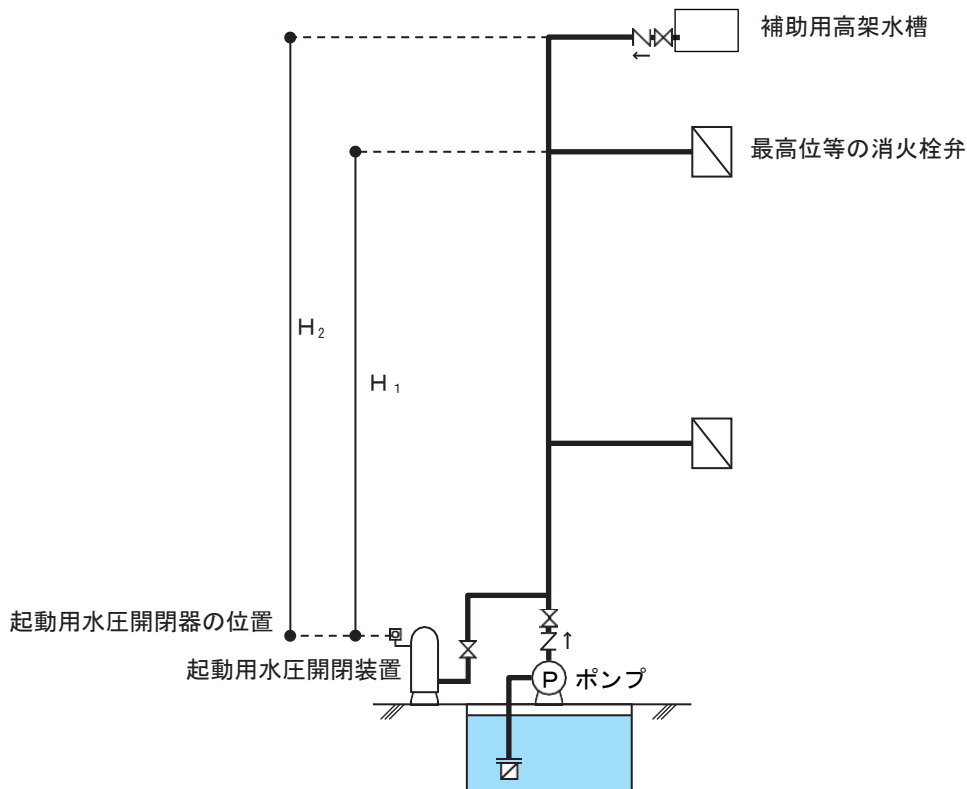 補助用高架水槽
最高位等の消火栓弁
H₂
H₁
起動用水圧開閉器の位置
起動用水圧開閉装置
P
ポンプ